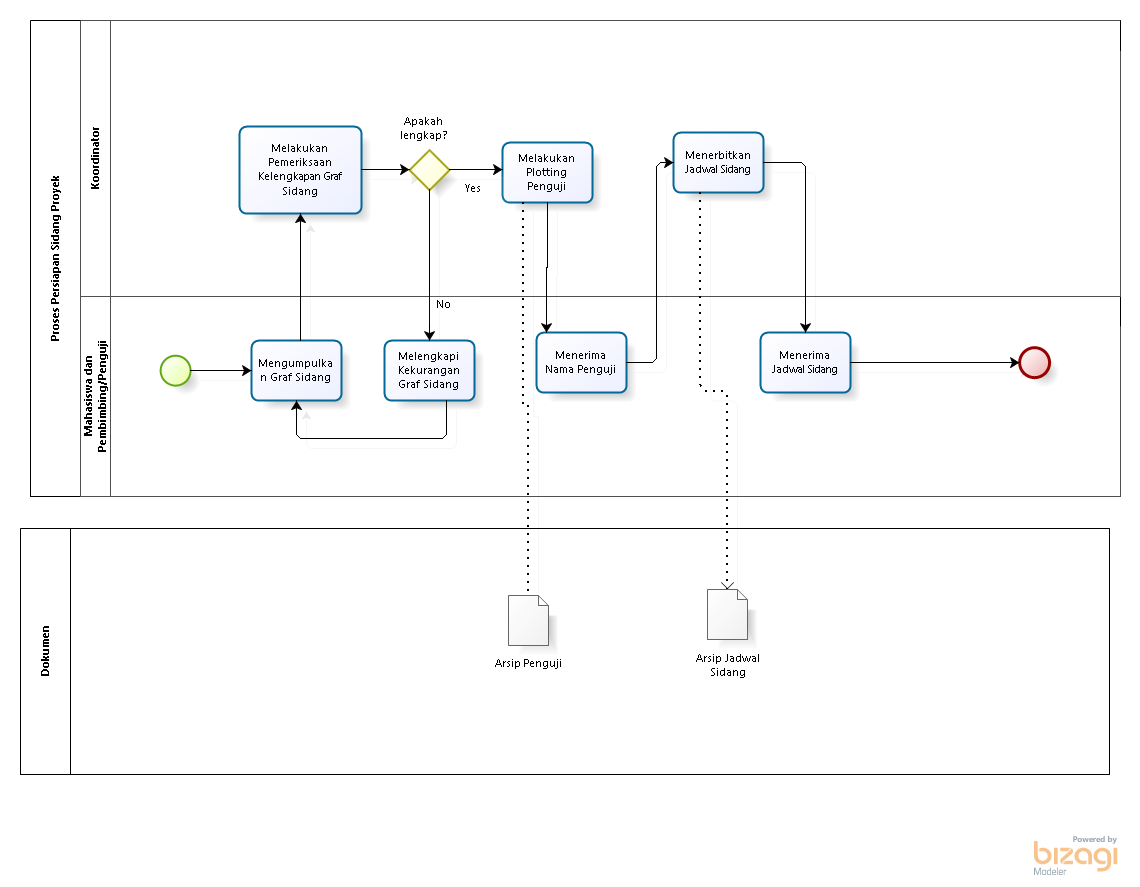 Proses Persiapan Sidang Proyek
Koordinator
Melakukan
Pemeriksaan
Kelengkapan Graf
Sidang
Apakah
lengkap?
Yes
No
Melakukan
Plotting
Penguji
Menerbitkan
Jadwal Sidang
Mahasiswa dan
Pembimbing/Penguji
Mengumpulka
n Graf Sidang
Melengkapi
Kekurangan
Graf Sidang
Menerima
Nama Penguji
Menerima
Jadwal Sidang
Dokumen
Arsip Penguji
Arsip Jadwal
Sidang
Powered by
bizagi
Modeler